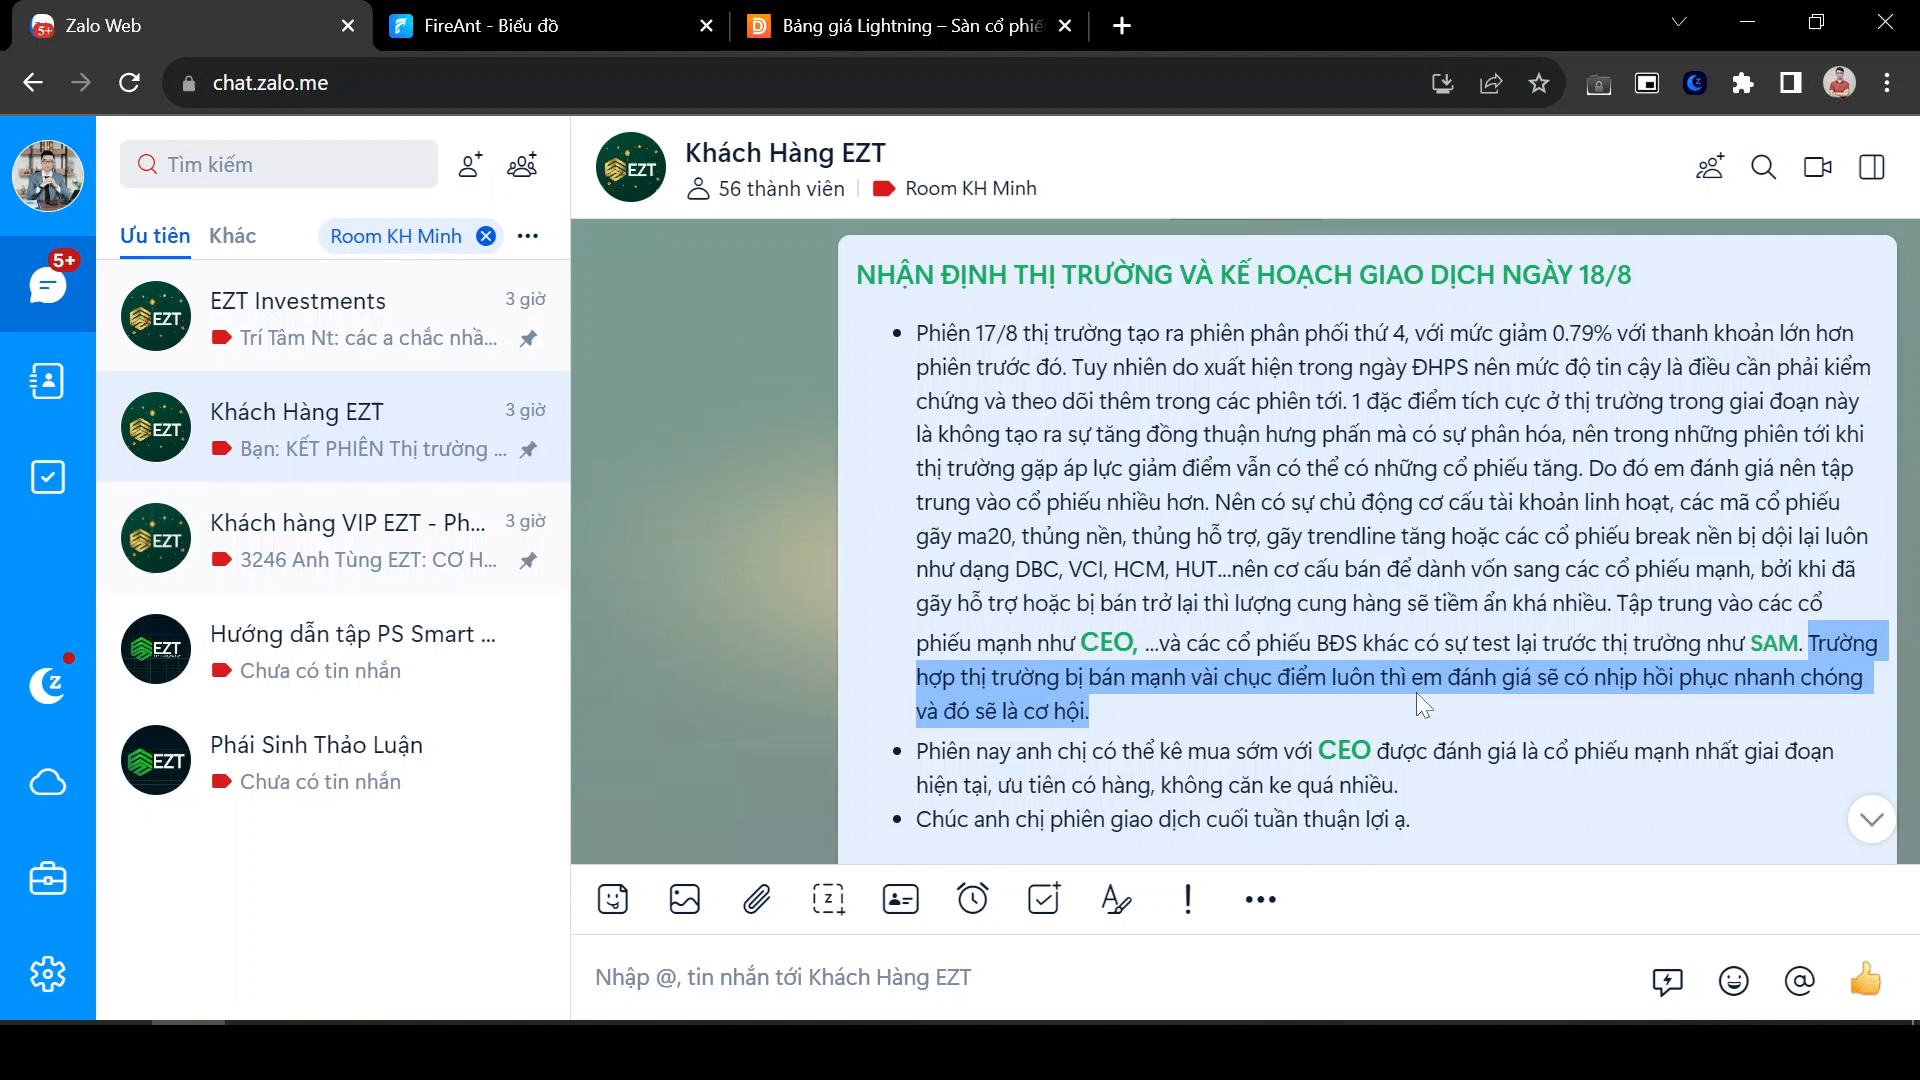 5+
Zalo Web
FireAnt - Biểu đồ
Bảng giá Lightning – Sàn cổ phiế
chat.zalo.me
Tìm kiếm
Ưu tiên
Khác
Room KH Minh
5+
EZT
EZT Investments
3 giờ
Trí Tâm Nt: các a chắc nhầ...
EZT
Khách Hàng EZT
3 giờ
Bạn: KẾT PHIÊN Thị trường ...
EZT
Khách hàng VIP EZT - Ph...
3 giờ
3246 Anh Tùng EZT: CƠ H...
EZT
Hướng dẫn tập PS Smart ...
Chưa có tin nhắn
EZT
Phái Sinh Thảo Luận
Chưa có tin nhắn
EZT
Khách Hàng EZT
56 thành viên
Room KH Minh
NHẬN ĐỊNH THỊ TRƯỜNG VÀ KẾ HOẠCH GIAO DỊCH NGÀY 18/8
• Phiên 17/8 thị trường tạo ra phiên phân phối thứ 4, với mức giảm 0.79% với thanh khoản lớn hơn
phiên trước đó. Tuy nhiên do xuất hiện trong ngày ĐHPS nên mức độ tin cậy là điều cần phải kiểm
chứng và theo dõi thêm trong các phiên tới. 1 đặc điểm tích cực ở thị trường trong giai đoạn này
là không tạo ra sự tăng đồng thuận hưng phấn mà có sự phân hóa, nên trong những phiên tới khi
thị trường gặp áp lực giảm điểm vẫn có thể có những cổ phiếu tăng. Do đó em đánh giá nên tập
trung vào cổ phiếu nhiều hơn. Nên có sự chủ động cơ cấu tài khoản linh hoạt, các mã cổ phiếu
gãy ma20, thủng nền, thủng hỗ trợ, gãy trendline tăng hoặc các cổ phiếu break nền bị dội lại luôn
như dạng DBC, VCI, HCM, HUT...nên cơ cấu bán để dành vốn sang các cổ phiếu mạnh, bởi khi đã
gãy hỗ trợ hoặc bị bán trở lại thì lượng cung hàng sẽ tiềm ẩn khá nhiều. Tập trung vào các cổ
phiếu mạnh như CEO, ...và các cổ phiếu BĐS khác có sự test lại trước thị trường như SAM. Trường
hợp thị trường bị bán mạnh vài chục điểm luôn thì em đánh giá sẽ có nhịp hồi phục nhanh chóng
và đó sẽ là cơ hội.
• Phiên nay anh chị có thể kê mua sớm với CEO được đánh giá là cổ phiếu mạnh nhất giai đoạn
hiện tại, ưu tiên có hàng, không căn ke quá nhiều.
• Chúc anh chị phiên giao dịch cuối tuần thuận lợi ạ.
Nhập @, tin nhắn tới Khách Hàng EZT